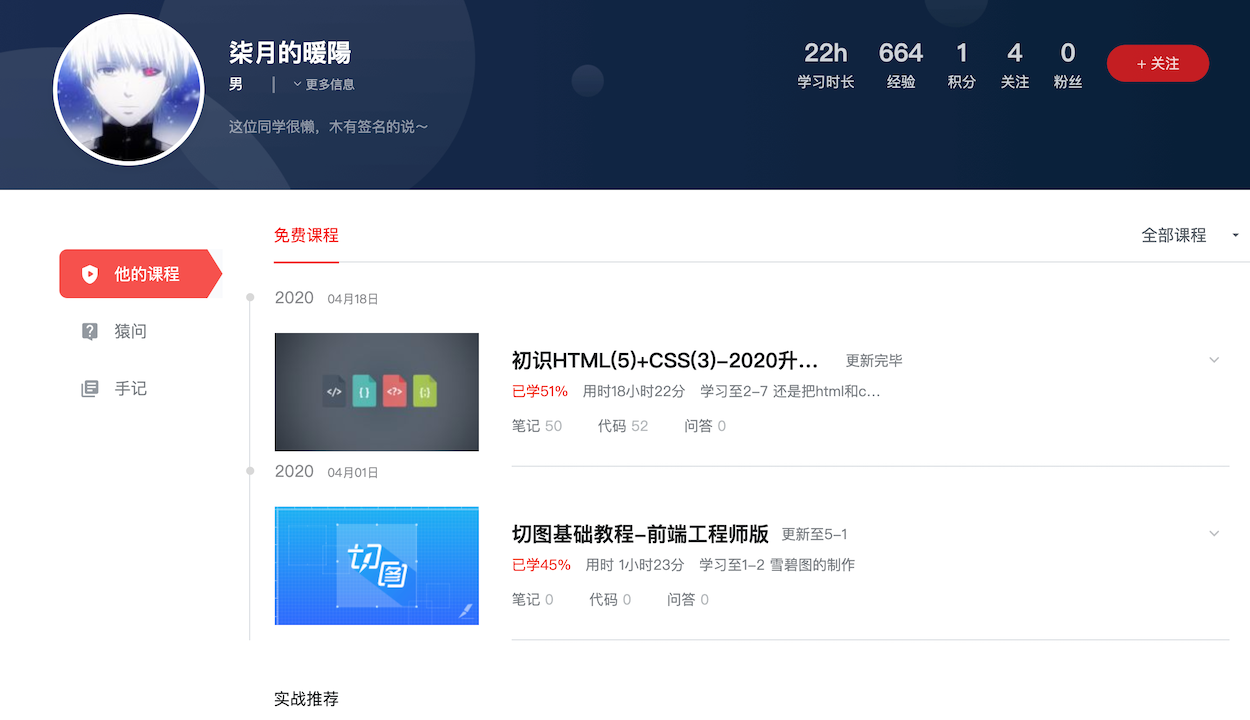 柒月的暖陽
男 | 更多信息
这位同学很懒，木有签名的说～
22h 664 1 4 0
学习时长 经验 积分 关注 粉丝
+ 关注
他的课程
猿问
手记
免费课程 全部课程
2020 04月18日
</> { } <?> {;}
初识HTML(5)+CSS(3)-2020升... 更新完毕
已学51% 用时18小时22分 学习至2-7 还是把html和c...
笔记 50 代码 52 问答 0
2020 04月01日
切图
切图基础教程-前端工程师版 更新至5-1
已学45% 用时 1小时23分 学习至1-2 雪碧图的制作
笔记 0 代码 0 问答 0
实战推荐